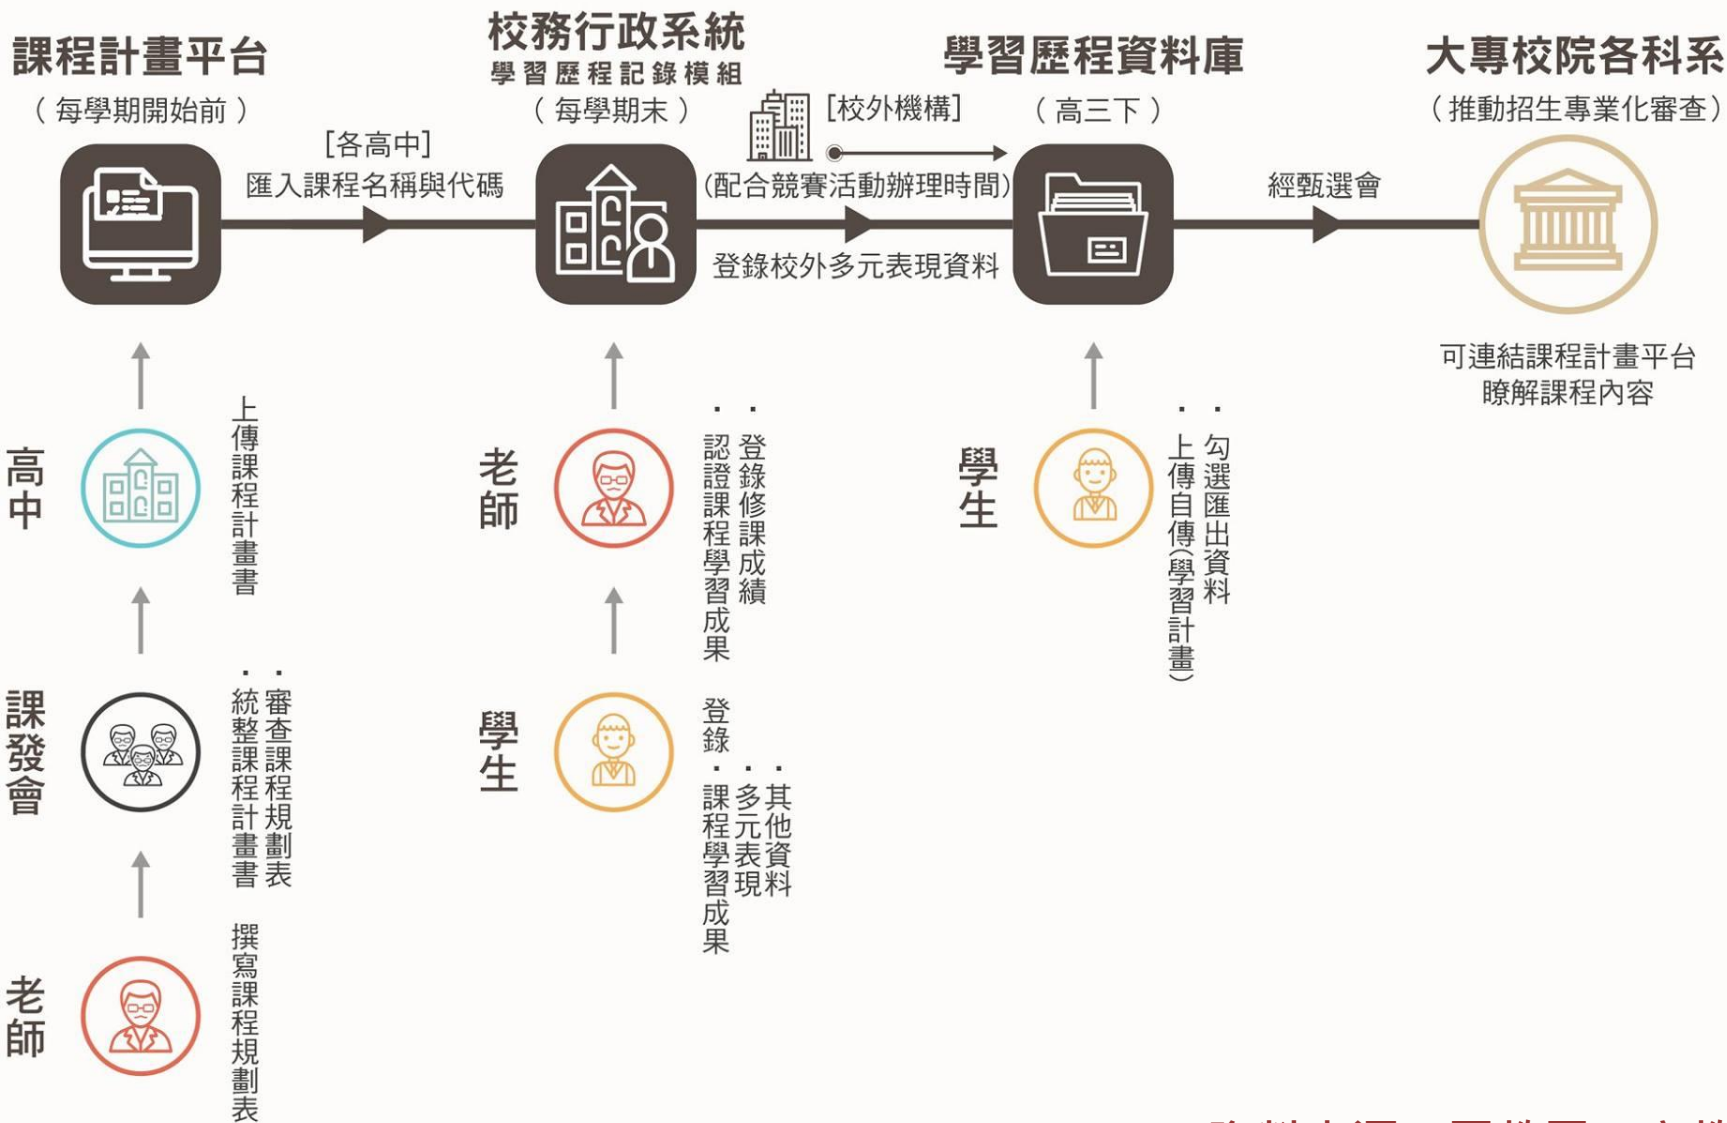 課程計畫平台
（每學期開始前）
[各高中]
匯入課程名稱與代碼
校務行政系統
學習歷程記錄模組
（每學期末）
[校外機構]
(配合競賽活動辦理時間)
登錄校外多元表現資料
學習歷程資料庫
（高三下）
經甄選會
大專校院各科系
（推動招生專業化審查）
可連結課程計畫平台
瞭解課程內容
高中
上傳課程計畫書
課發會
．審查課程規劃表
．統整課程計畫書
老師
撰寫課程規劃表
老師
．登錄修課成績
．認證課程學習成果
學生
登錄
．其他資料
．多元表現
．課程學習成果
學生
．勾選匯出資料
．上傳自傳(學習計畫)